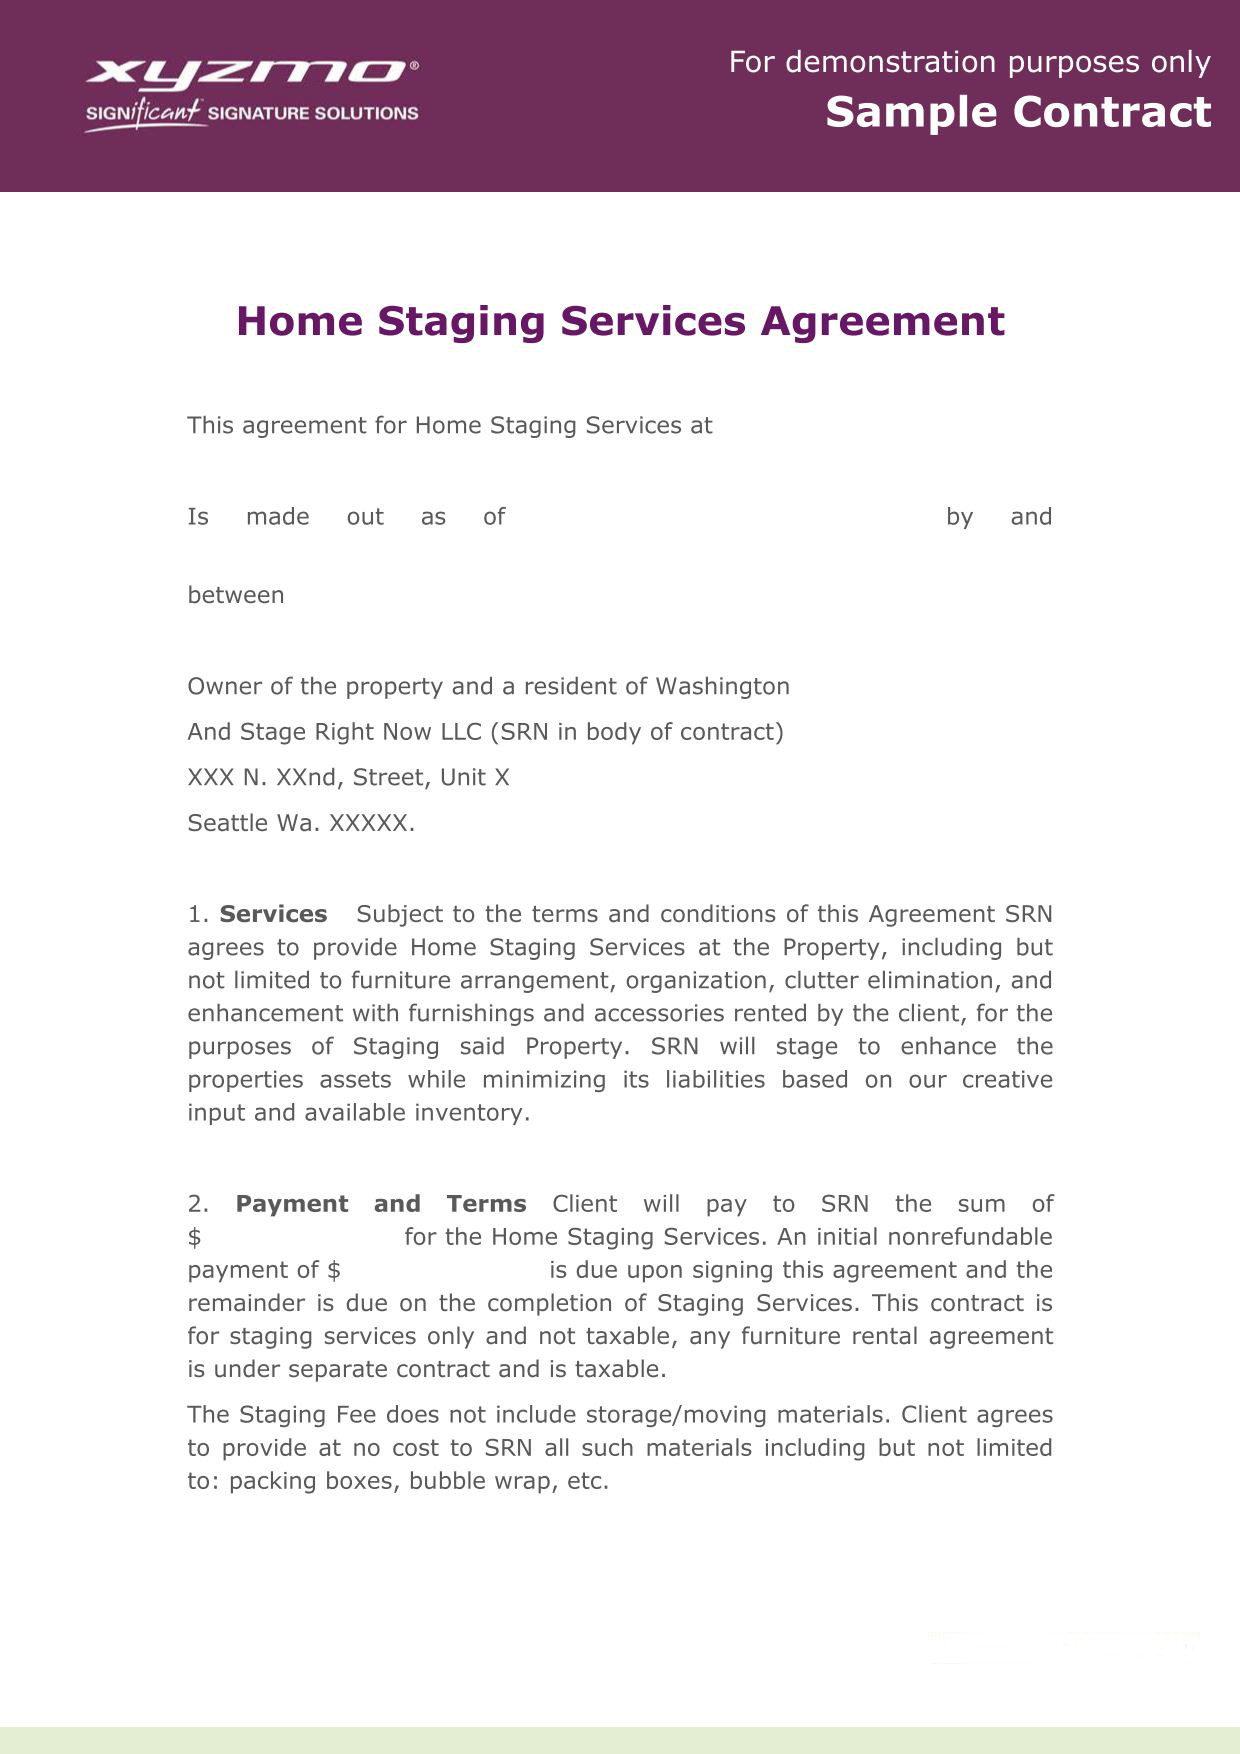 xyzmo®
SIGNificant SIGNATURE SOLUTIONS
For demonstration purposes only
Sample Contract
Home Staging Services Agreement
This agreement for Home Staging Services at
Is made out as of by and
between
Owner of the property and a resident of Washington
And Stage Right Now LLC (SRN in body of contract)
XXX N. XXnd, Street, Unit X
Seattle Wa. XXXXX.
1. Services Subject to the terms and conditions of this Agreement SRN
agrees to provide Home Staging Services at the Property, including but
not limited to furniture arrangement, organization, clutter elimination, and
enhancement with furnishings and accessories rented by the client, for the
purposes of Staging said Property. SRN will stage to enhance the
properties assets while minimizing its liabilities based on our creative
input and available inventory.
2. Payment and Terms Client will pay to SRN the sum of
$ for the Home Staging Services. An initial nonrefundable
payment of $ is due upon signing this agreement and the
remainder is due on the completion of Staging Services. This contract is
for staging services only and not taxable, any furniture rental agreement
is under separate contract and is taxable.
The Staging Fee does not include storage/moving materials. Client agrees
to provide at no cost to SRN all such materials including but not limited
to: packing boxes, bubble wrap, etc.